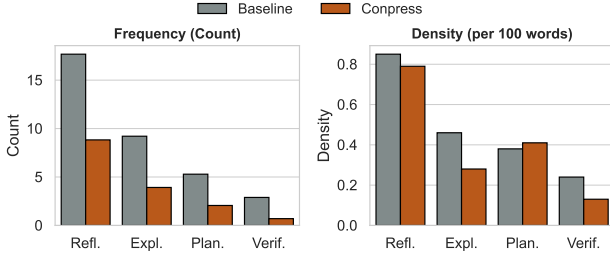 Baseline Conpress
Frequency (Count)
Count
15
10
5
0
Refl. Expl. Plan. Verif.
Density (per 100 words)
Density
0.8
0.6
0.4
0.2
0.0
Refl. Expl. Plan. Verif.